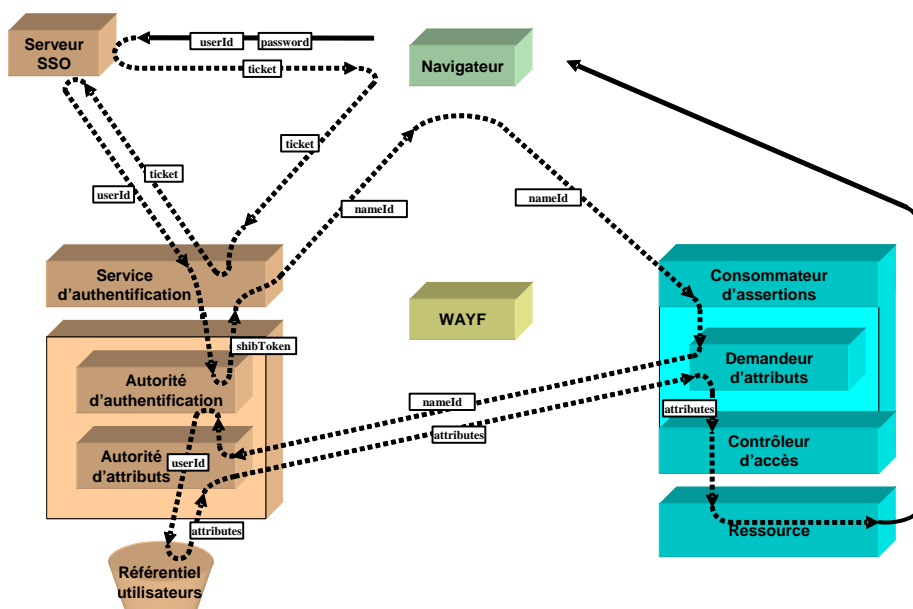 Serveur
SSO
userId
password
ticket
Navigateur
ticket
ticket
userId
nameId
nameId
Service
d'authentification
Consommateur
d'assertions
WAYF
shibToken
Autorité
d'authentification
Demandeur
d'attributs
nameId
attributes
attributes
Autorité
d'attributs
userId
Contrôleur
d'accès
attributes
Ressource
Référentiel
utilisateurs